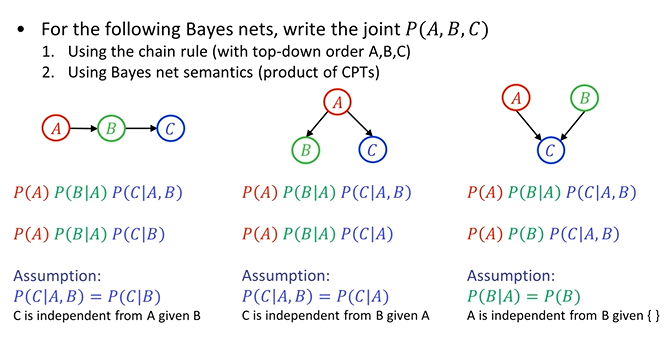 • For the following Bayes nets, write the joint P(A, B, C)
1. Using the chain rule (with top-down order A,B,C)
2. Using Bayes net semantics (product of CPTs)
A B C
A B C
A B C
P(A) P(B|A) P(C|A, B)
P(A) P(B|A) P(C|A, B)
P(A) P(B|A) P(C|A, B)
P(A) P(B|A) P(C|B)
P(A) P(B|A) P(C|A)
P(A) P(B) P(C|A, B)
Assumption:
P(C|A, B) = P(C|B)
C is independent from A given B
Assumption:
P(C|A, B) = P(C|A)
C is independent from B given A
Assumption:
P(B|A) = P(B)
A is independent from B given { }